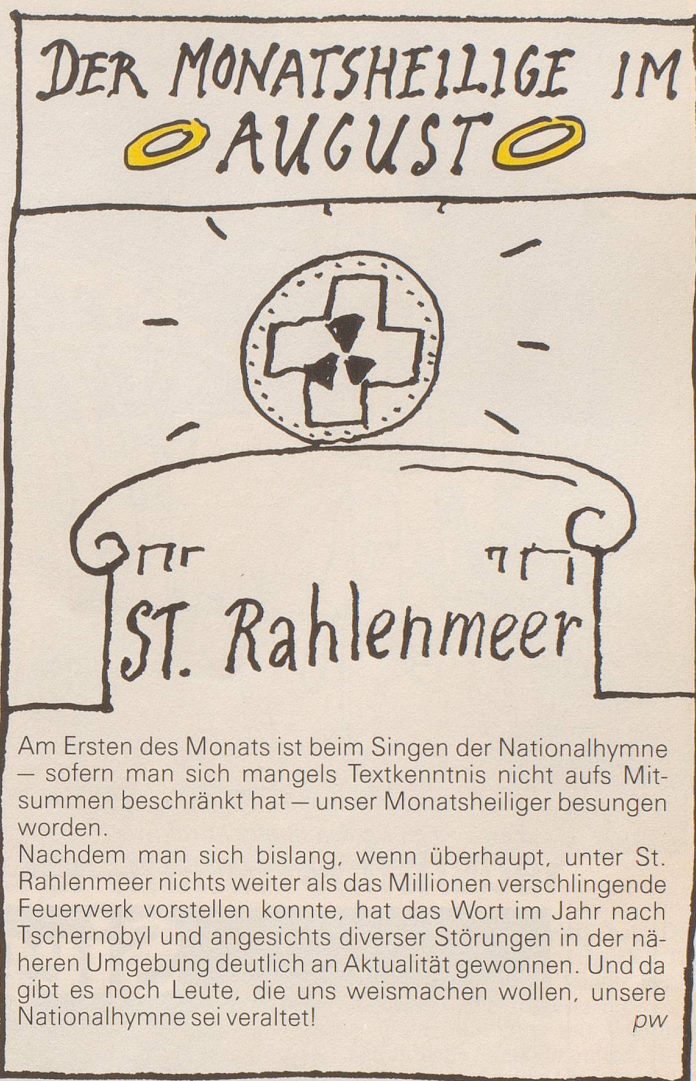 DER MONATSHEILIGE IM
AUGUST
ST. Rahlenmeer
Am Ersten des Monats ist beim Singen der Nationalhymne
— sofern man sich mangels Textkenntnis nicht aufs Mit-
summen beschränkt hat — unser Monatsheiliger besungen
worden.
Nachdem man sich bislang, wenn überhaupt, unter St.
Rahlenmeer nichts weiter als das Millionen verschlingende
Feuerwerk vorstellen konnte, hat das Wort im Jahr nach
Tschernobyl und angesichts diverser Störungen in der nä-
heren Umgebung deutlich an Aktualität gewonnen. Und da
gibt es noch Leute, die uns weismachen wollen, unsere
Nationalhymne sei veraltet! pw